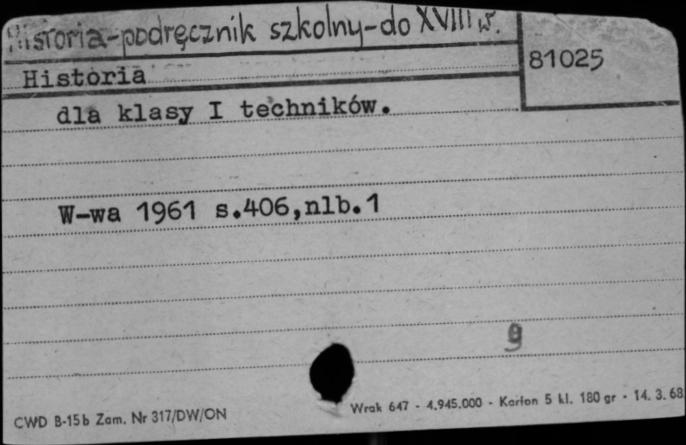 Historia-podręcznik szkolny-do XVIII w.
81025
Historia
dla klasy I techników.
W-wa 1961 s.406,nlb.1
9
CWD B-15b Zam. Nr 317/DW/ON
Wrak 647 - 4.945.000 - Karton 5 kl. 180 gr - 14. 3. 68